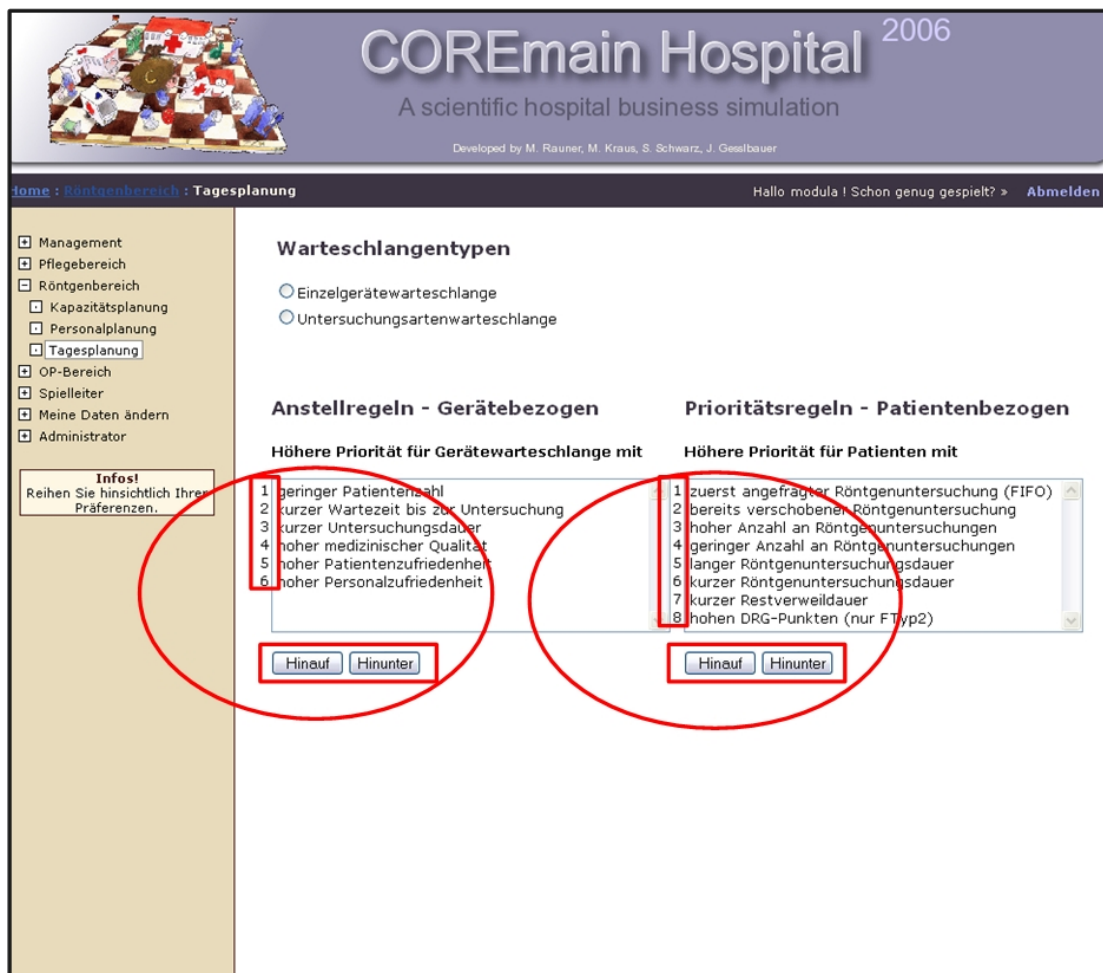 COREmain Hospital 2006
A scientific hospital business simulation
Developed by M. Rauner, M. Kraus, S. Schwarz, J. Gesslbauer
Home : Röntgenbereich : Tagesplanung
Hallo modula ! Schon genug gespielt? » Abmelden
Management
Pflegebereich
Röntgenbereich
Kapazitätsplanung
Personalplanung
Tagesplanung
OP-Bereich
Spielleiter
Meine Daten ändern
Administrator
Infos!
Reihen Sie hinsichtlich Ihrer
Präferenzen.
Warteschlangentypen
Einzelgerätewarteschlange
Untersuchungsartenwarteschlange
Anstellregeln - Gerätebezogen
Höhere Priorität für Gerätewarteschlange mit
1 geringer Patientenzahl
2 kurzer Wartezeit bis zur Untersuchung
3 kurzer Untersuchungsdauer
4 hoher medizinischer Qualität
5 hoher Patientenzufriedenheit
6 hoher Personalzufriedenheit
Hinauf Hinunter
Prioritätsregeln - Patientenbezogen
Höhere Priorität für Patienten mit
1 zuerst angefragter Röntgenuntersuchung (FIFO)
2 bereits verschobener Röntgenuntersuchung
3 hoher Anzahl an Röntgenuntersuchungen
4 geringer Anzahl an Röntgenuntersuchungen
5 langer Röntgenuntersuchungsdauer
6 kurzer Röntgenuntersuchungsdauer
7 kurzer Restverweildauer
8 hohen DRG-Punkten (nur FTyp2)
Hinauf Hinunter